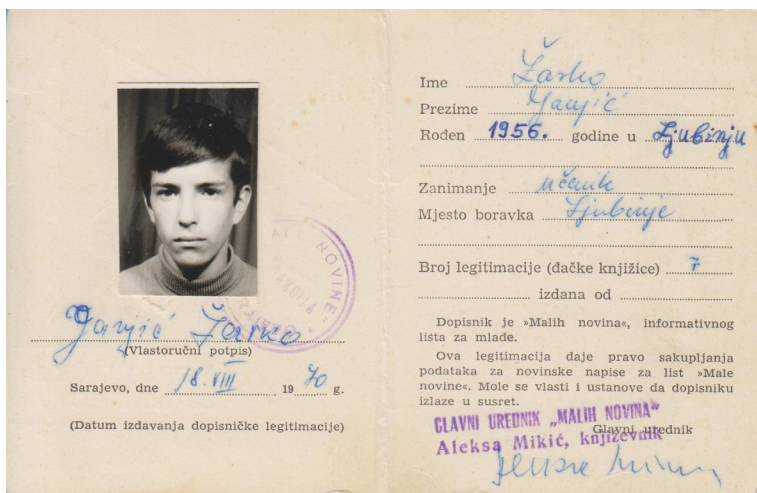 Žarko
Ime
Prezime Janjić
Rođen 1956. godine u Ljubinju
Zanimanje učenik
Mjesto boravka Ljubinje
Broj legitimacije (đačke knjižice) 7
izdana od
Dopisnik je »Malih novina«, informativnog
lista za mlade.
Ova legitimacija daje pravo sakupljanja
podataka za novinske napise za list »Male
novine«. Mole se vlasti i ustanove da dopisniku
izlaze u susret.
GLAVNI UREDNIK „MALIH NOVINA"
Glavni urednik
Aleksa Mikić, književnik
NOVINE
Janjić Žarko
(Vlastoručni potpis)
Sarajevo, dne 18. VIII 1970 g.
(Datum izdavanja dopisničke legitimacije)